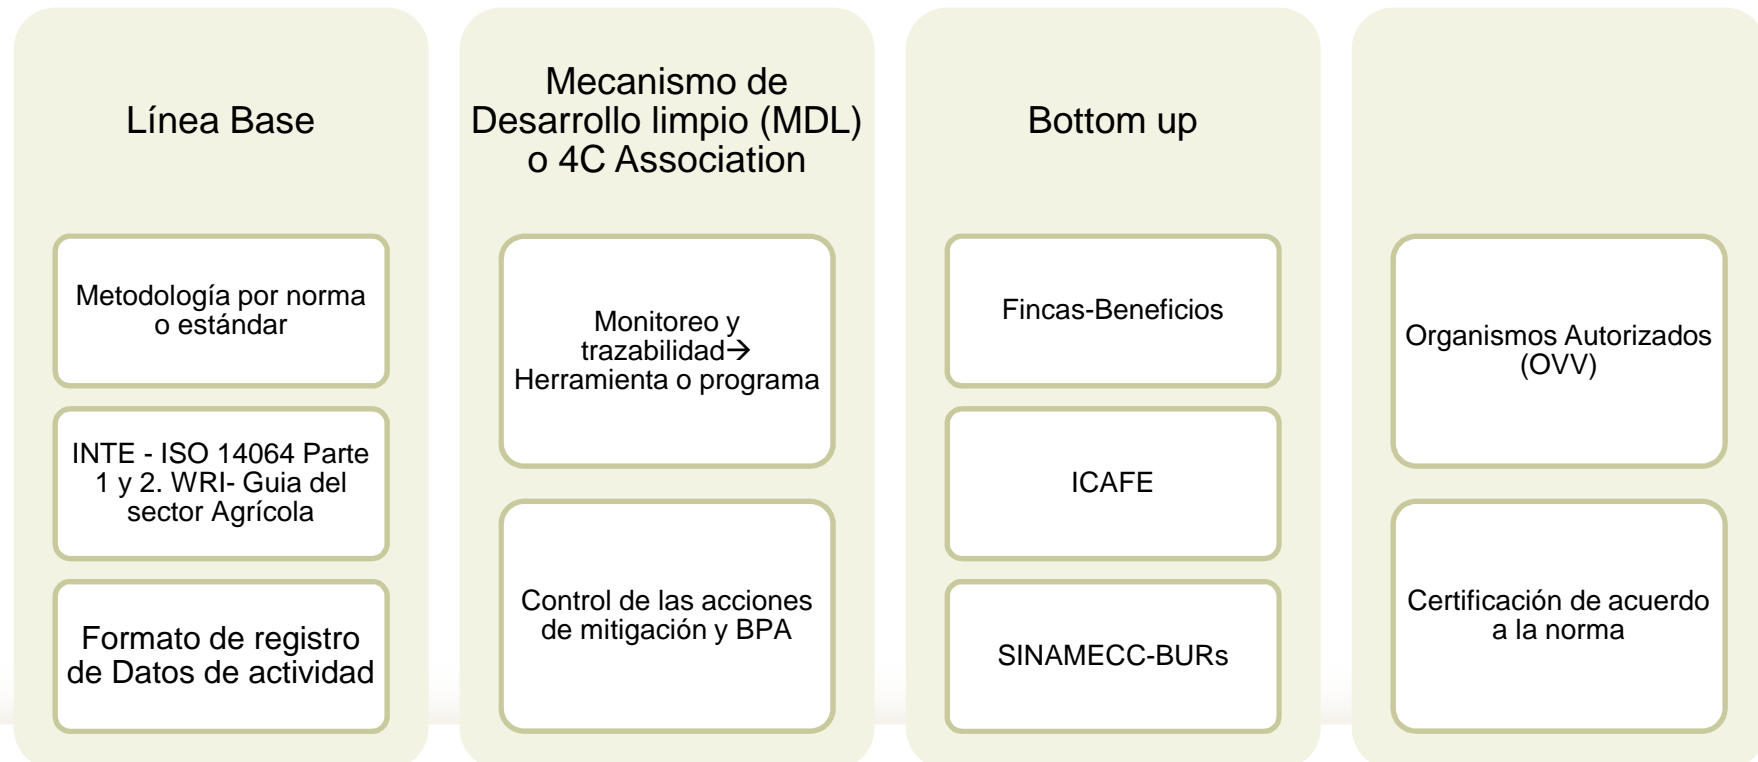 Línea Base
Metodología por norma
o estándar
INTE - ISO 14064 Parte
1 y 2. WRI- Guia del
sector Agrícola
Formato de registro
de Datos de actividad
Mecanismo de
Desarrollo limpio (MDL)
o 4C Association
Monitoreo y
trazabilidad→
Herramienta o programa
Control de las acciones
de mitigación y BPA
Bottom up
Fincas-Beneficios
ICAFE
SINAMECC-BURs
Organismos Autorizados
(OVV)
Certificación de acuerdo
a la norma